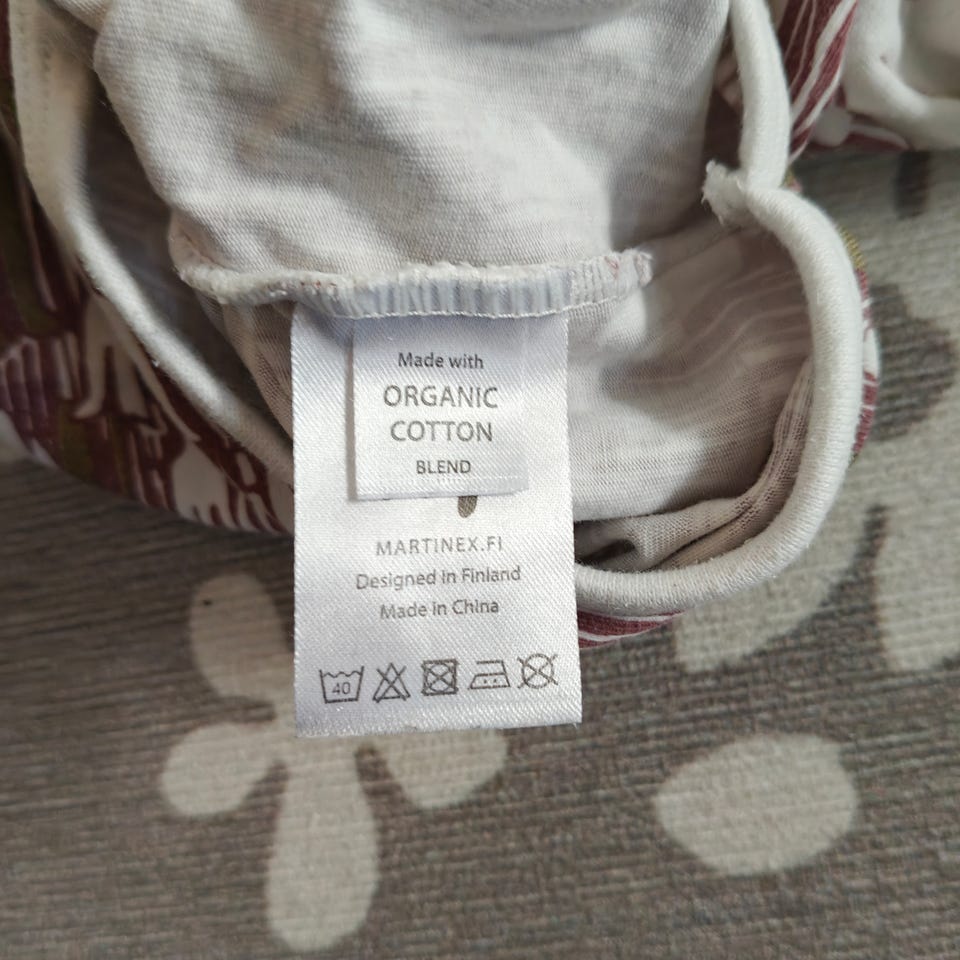 Made with
ORGANIC
COTTON
BLEND
MARTINEX.FI
Designed in Finland
Made in China
40